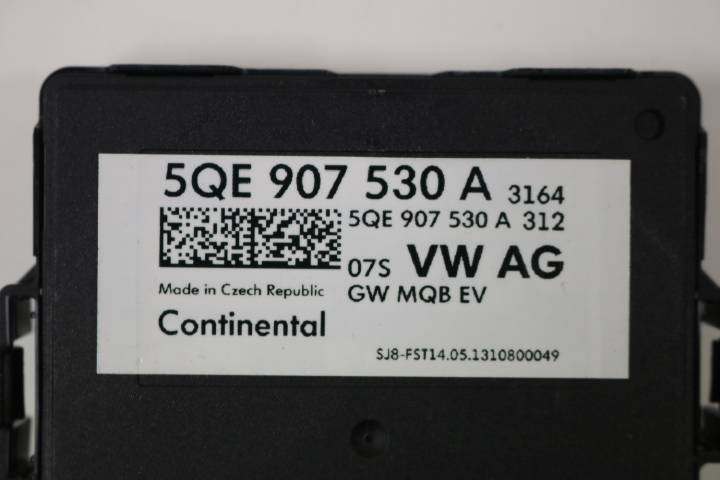 5QE 907 530 A 3164
5QE 907 530 A 312
07S VW AG
Made in Czech Republic GW MQB EV
Continental
SJ8-FST14.05.1310800049